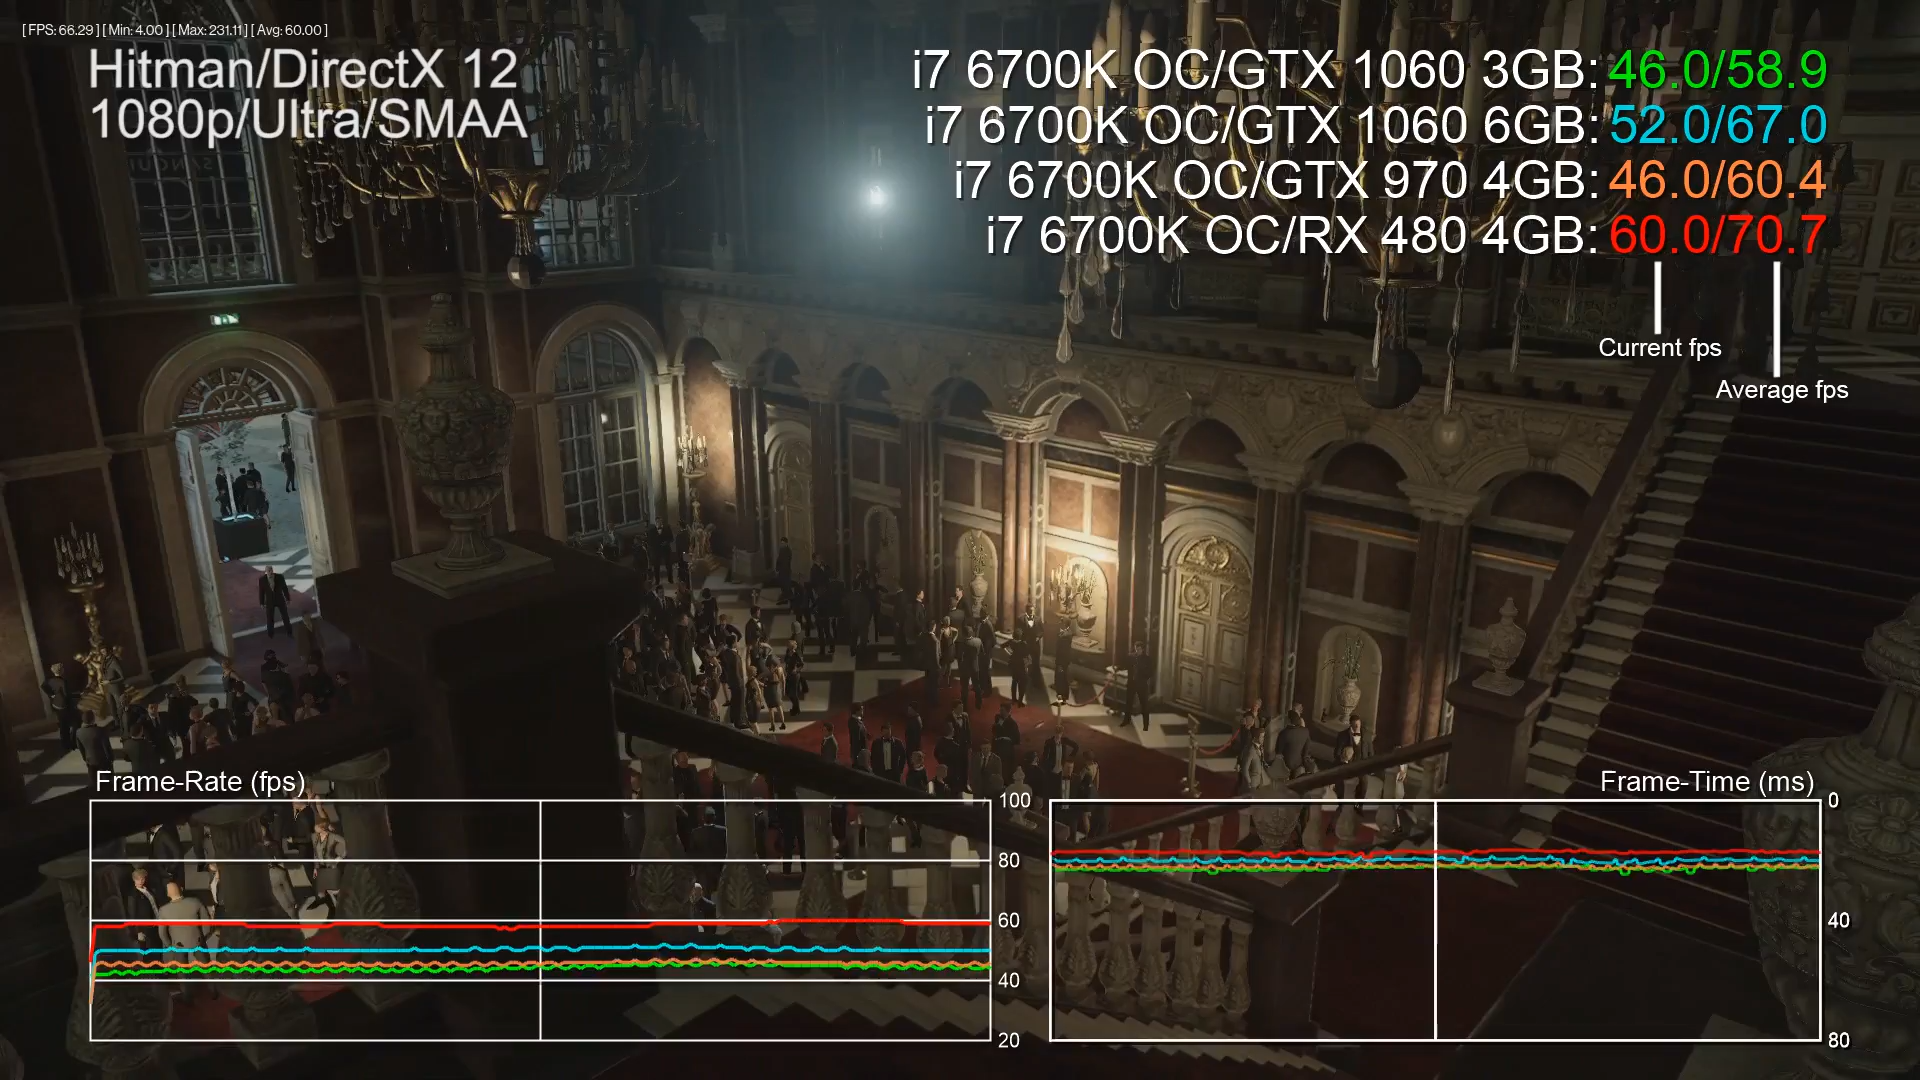 [ FPS: 66.29 ] [ Min: 4.00 ] [ Max: 231.11 ] [ Avg: 60.00 ]
Hitman/DirectX 12
1080p/Ultra/SMAA
i7 6700K OC/GTX 1060 3GB: 46.0/58.9
i7 6700K OC/GTX 1060 6GB: 52.0/67.0
i7 6700K OC/GTX 970 4GB: 46.0/60.4
i7 6700K OC/RX 480 4GB: 60.0/70.7
Current fps
Average fps
Frame-Rate (fps)
100
80
60
40
20
Frame-Time (ms)
0
40
80